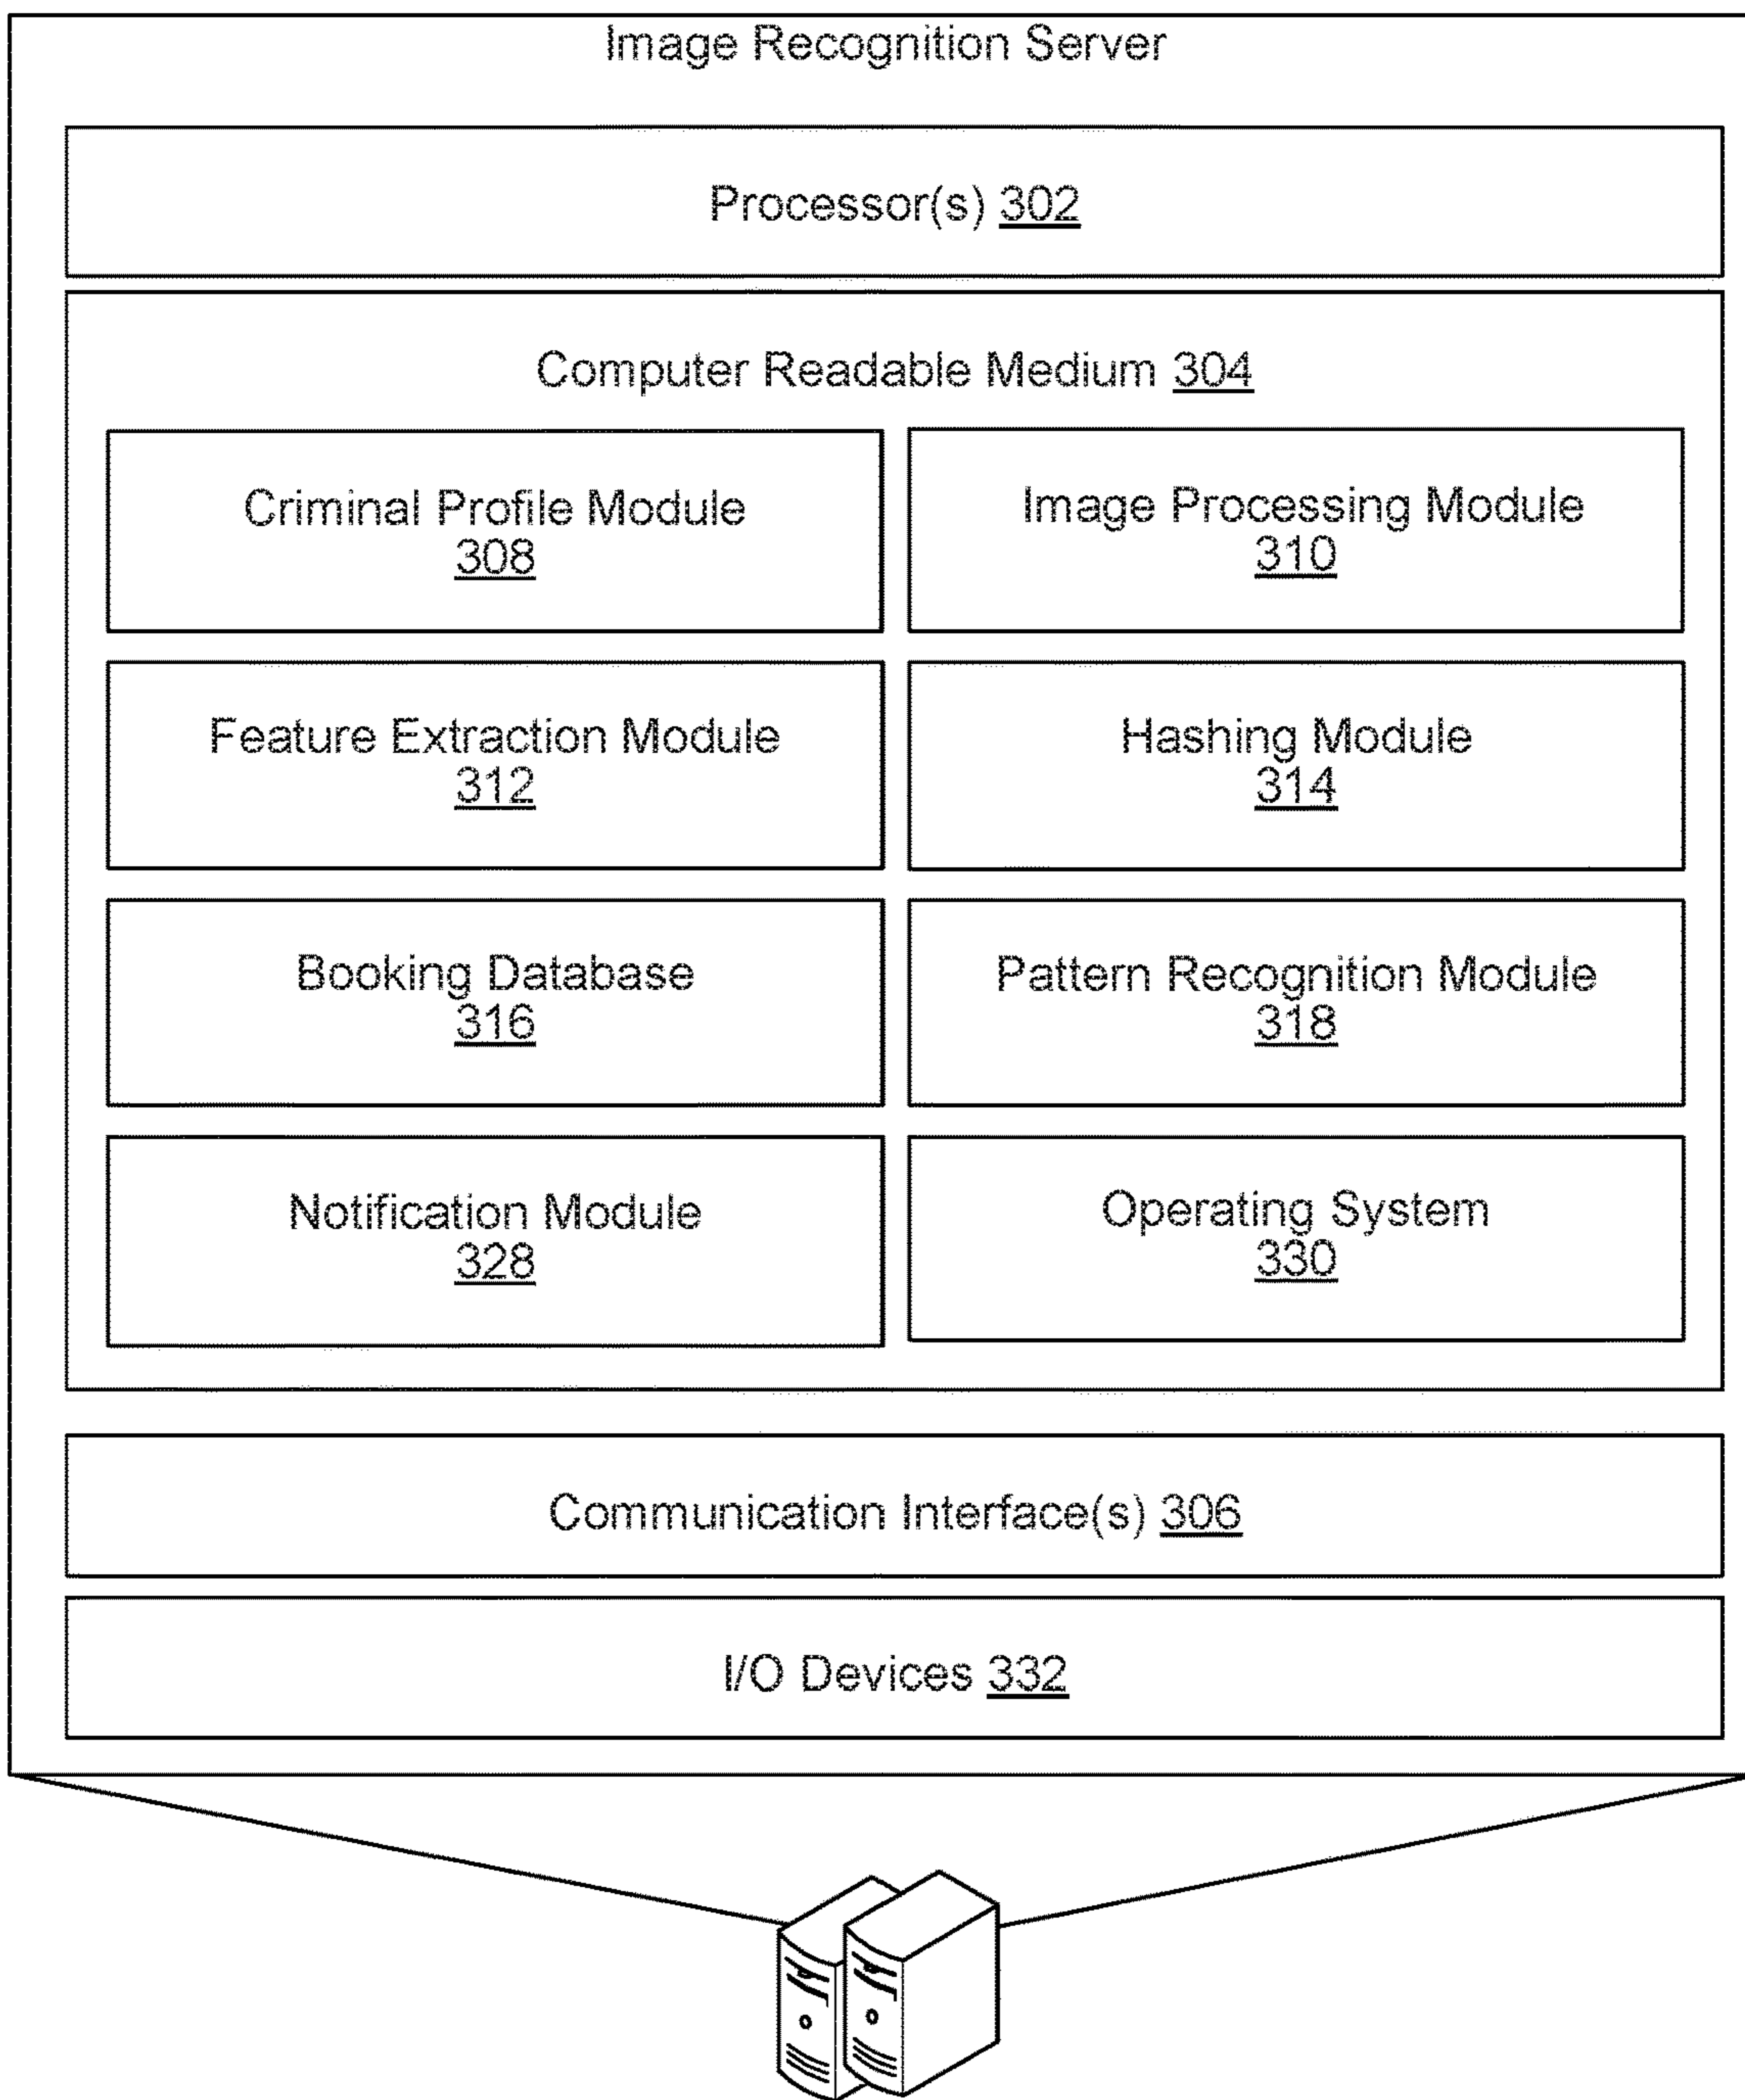 Image Recognition Server
Processor(s) 302
Computer Readable Medium 304
Criminal Profile Module
308
Image Processing Module
310
Feature Extraction Module
312
Hashing Module
314
Booking Database
316
Pattern Recognition Module
318
Notification Module
328
Operating System
330
Communication Interface(s) 306
I/O Devices 332